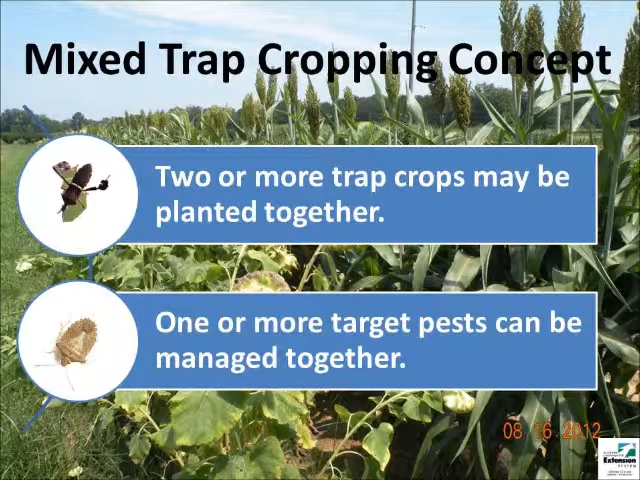 Mixed Trap Cropping Concept
Two or more trap crops may be
planted together.
One or more target pests can be
managed together.
08 16 2012
Extension